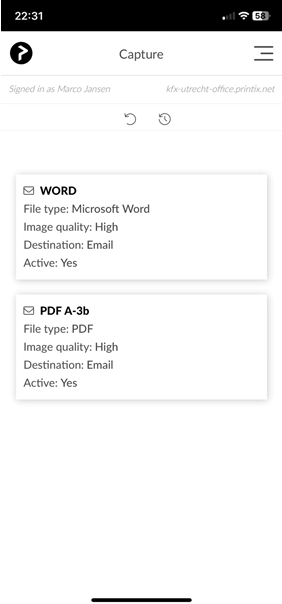 22:31
58
Capture
Signed in as Marco Jansen
kfx-utrecht-office.printix.net
WORD
File type: Microsoft Word
Image quality: High
Destination: Email
Active: Yes
PDF A-3b
File type: PDF
Image quality: High
Destination: Email
Active: Yes